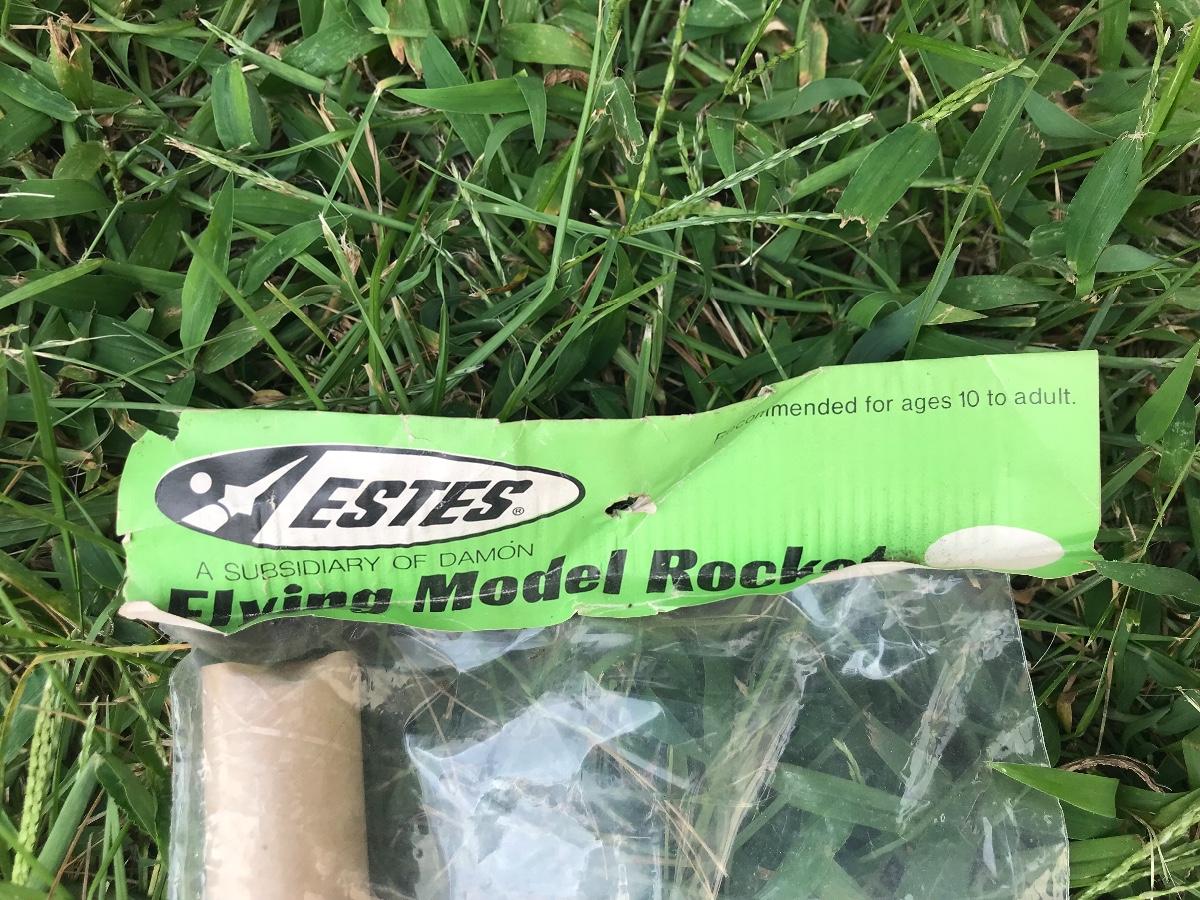 Recommended for ages 10 to adult.
ESTES®
A SUBSIDIARY OF DAMON
Flying Model Rocket